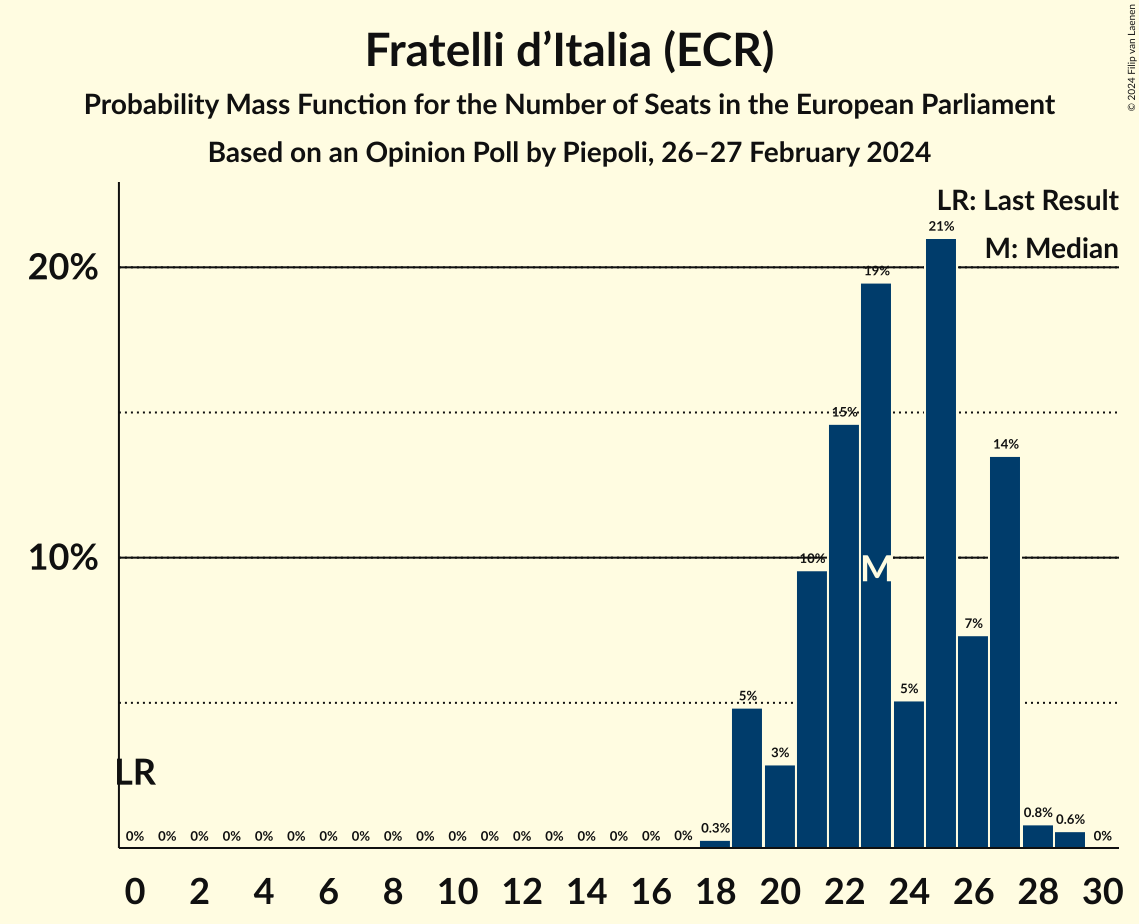 Fratelli d’Italia (ECR)
Probability Mass Function for the Number of Seats in the European Parliament
Based on an Opinion Poll by Piepoli, 26–27 February 2024
© 2024 Filip van Laenen
LR: Last Result
M: Median
20%
10%
21%
19%
15%
14%
10%
M
7%
5%
5%
3%
LR
0% 0% 0% 0% 0% 0% 0% 0% 0% 0% 0% 0% 0% 0% 0% 0% 0% 0% 0.3% 0.8% 0.6% 0%
0 2 4 6 8 10 12 14 16 18 20 22 24 26 28 30